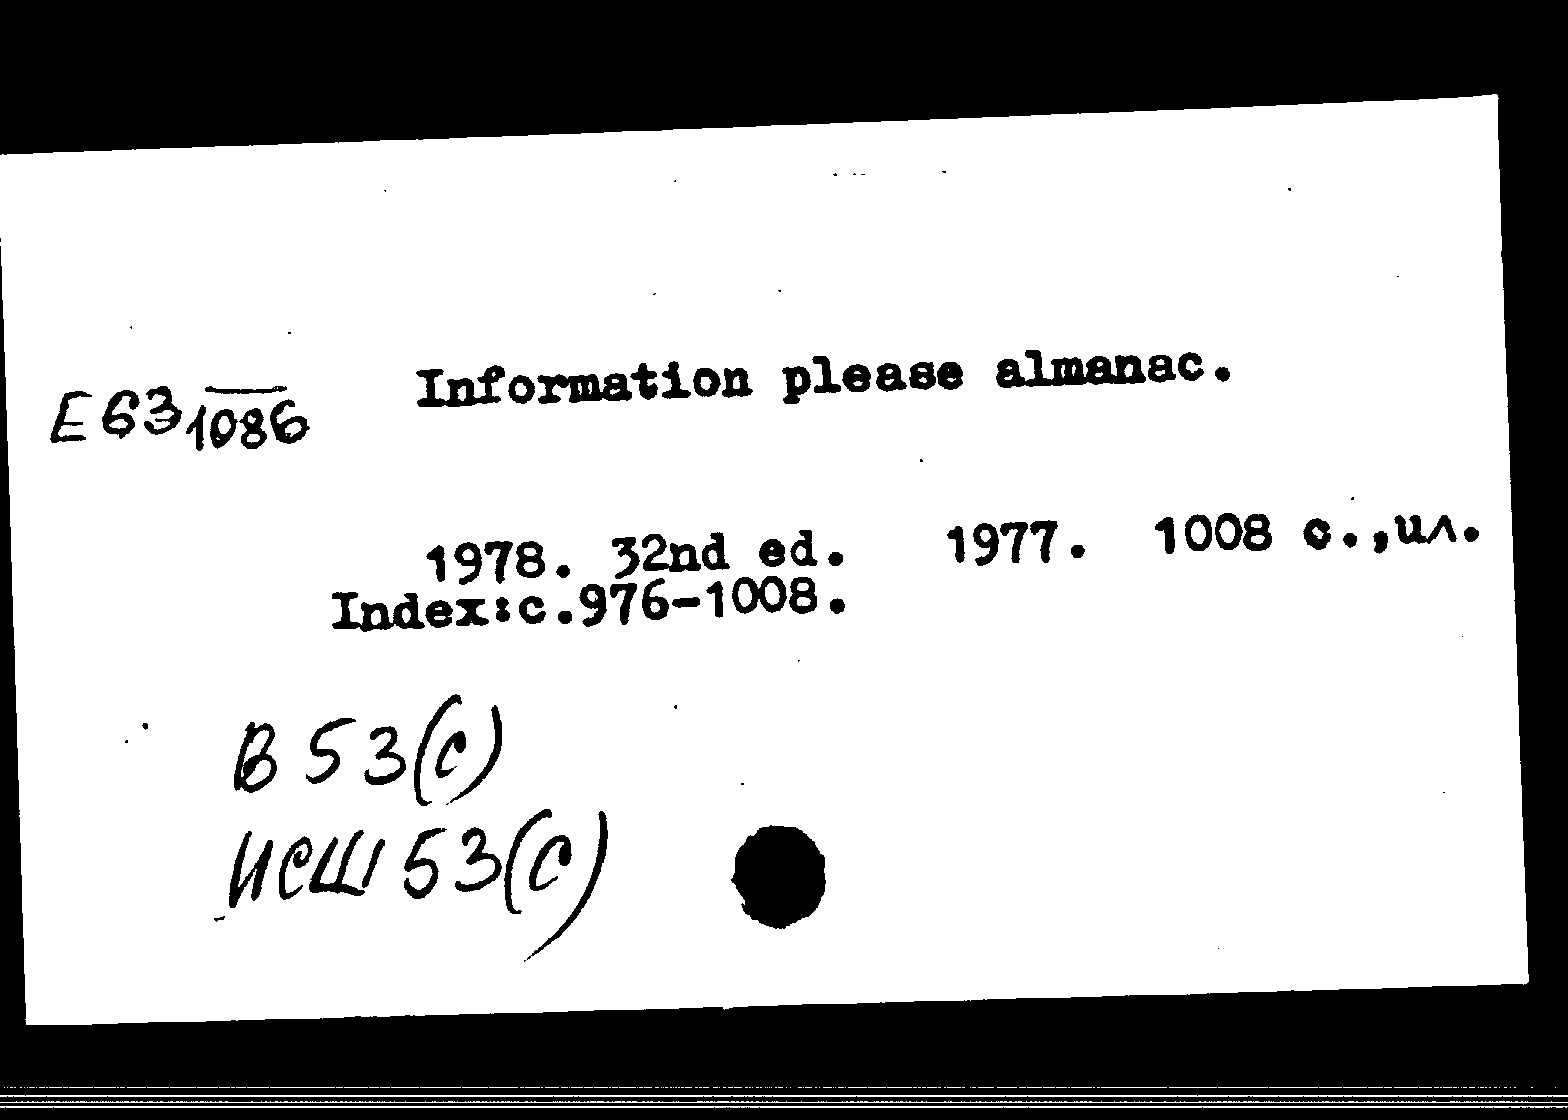 E63 1086 Information please almanac.
1978. 32nd ed. 1977. 1008 с.,ил.
Index:c.976-1008.
В 53(с)
ИСШ 53(с)